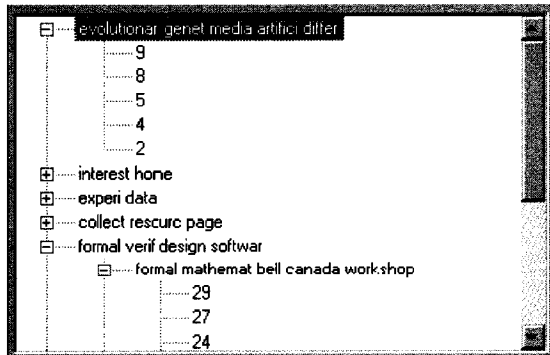 evolutionar genet media artifici differ
9
8
5
4
2
interest home
experi data
collect rescurc page
formal verif design softwar
formal mathemat bell canada workshop
29
27
24